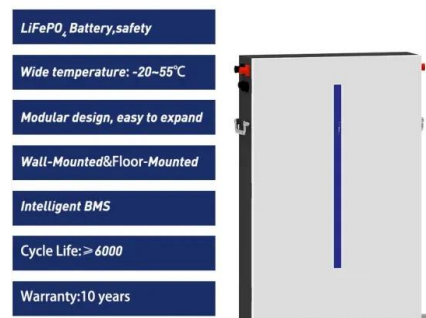 LiFePO₄ Battery,safety
Wide temperature: -20~55℃
Modular design, easy to expand
Wall-Mounted&Floor-Mounted
Intelligent BMS
Cycle Life:≥6000
Warranty:10 years